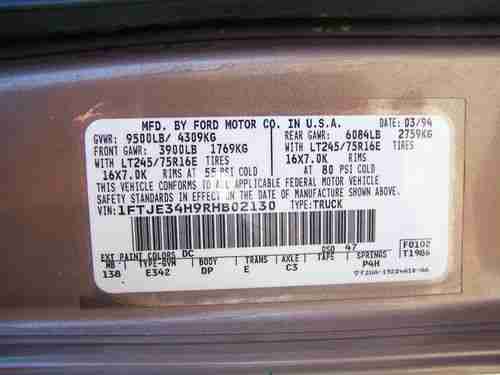 MFD. BY FORD MOTOR CO. IN U.S.A.
DATE: 03/94
GVWR: 9500LB/ 4309KG
FRONT GAWR: 3900LB 1769KG
REAR GAWR: 6084LB 2759KG
WITH LT245/75R16E TIRES
WITH LT245/75R16E TIRES
16X7.0K RIMS
16X7.0K RIMS
AT 55 PSI COLD
AT 80 PSI COLD
THIS VEHICLE CONFORMS TO ALL APPLICABLE FEDERAL MOTOR VEHICLE
SAFETY STANDARDS IN EFFECT ON THE DATE OF MANUFACTURE SHOWN ABOVE.
VIN: 1FTJE34H9RHB02130 TYPE: TRUCK
EXT PAINT COLORS DC DSO 47 F0102
WB TYPE-GVW BODY TRANS AXLE TAPE SPRINGS T1986
138 E342 DP E C3 P4H